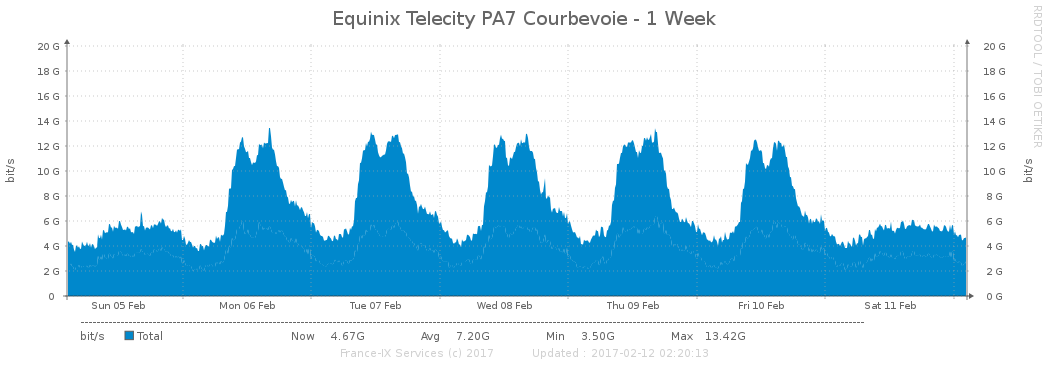 Equinix Telecity PA7 Courbevoie - 1 Week
RRDTOOL / TOBI OETIKER
20 G 20 G
18 G 18 G
16 G 16 G
14 G 14 G
12 G 12 G
10 G 10 G
8 G 8 G
6 G 6 G
4 G 4 G
2 G 2 G
0 0 G
bit/s
bit/s
Sun 05 Feb Mon 06 Feb Tue 07 Feb Wed 08 Feb Thu 09 Feb Fri 10 Feb Sat 11 Feb
bit/s Total Now 4.67G Avg 7.20G Min 3.50G Max 13.42G
France-IX Services (c) 2017 Updated : 2017-02-12 02:20:13